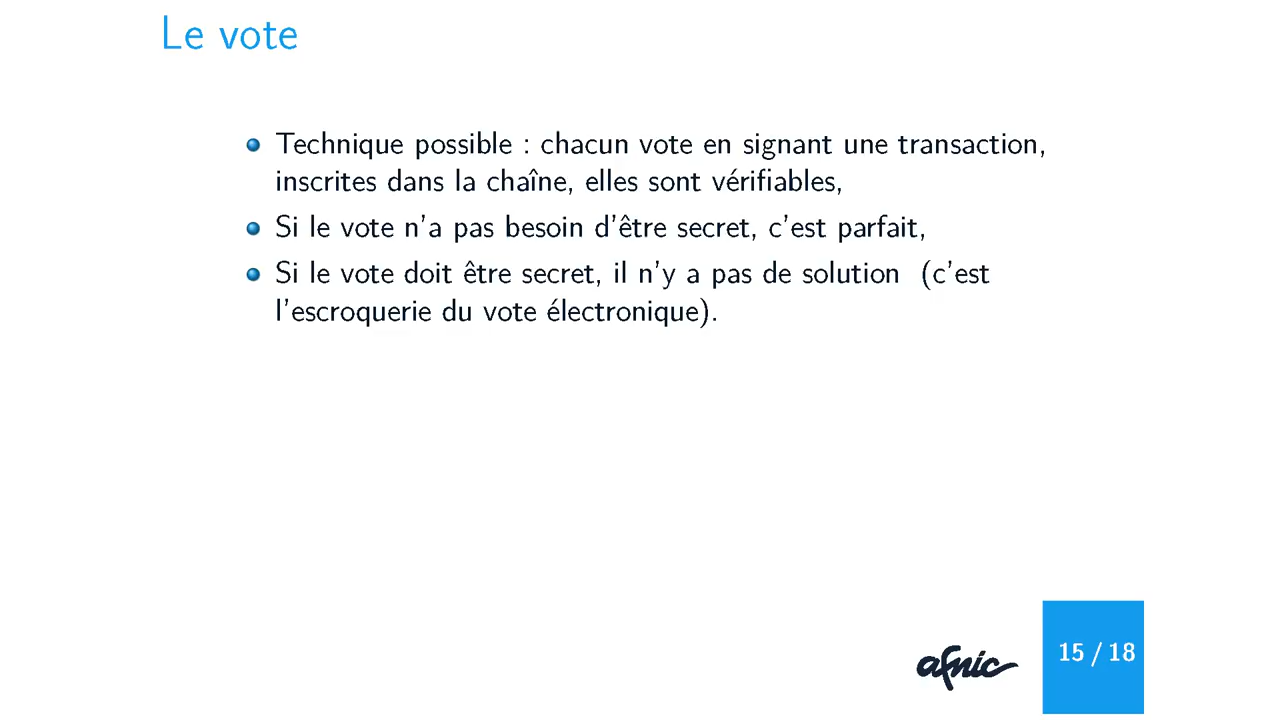 Le vote
Technique possible : chacun vote en signant une transaction,
inscrites dans la chaîne, elles sont vérifiables,
Si le vote n'a pas besoin d'être secret, c'est parfait,
Si le vote doit être secret, il n'y a pas de solution (c'est
l'escroquerie du vote électronique).
afnic
15 / 18